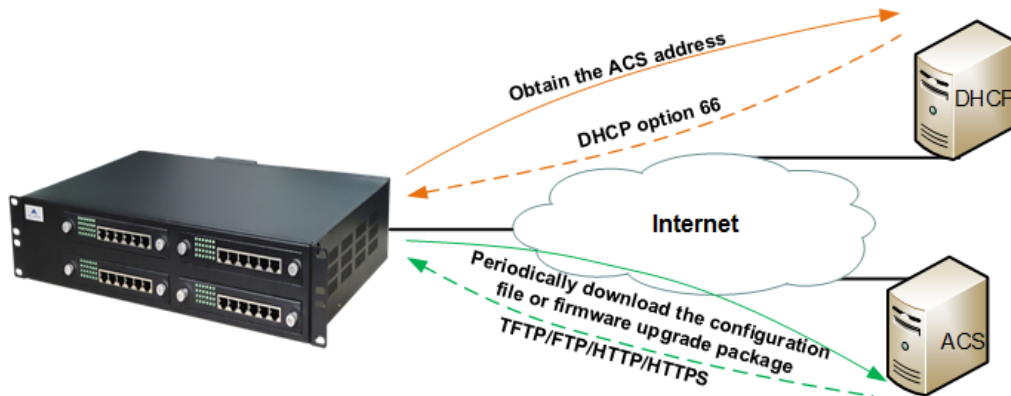 Obtain the ACS address
DHCP option 66
DHCP
Internet
Periodically download the configuration
file or firmware upgrade package
TFTP/FTP/HTTP/HTTPS
ACS